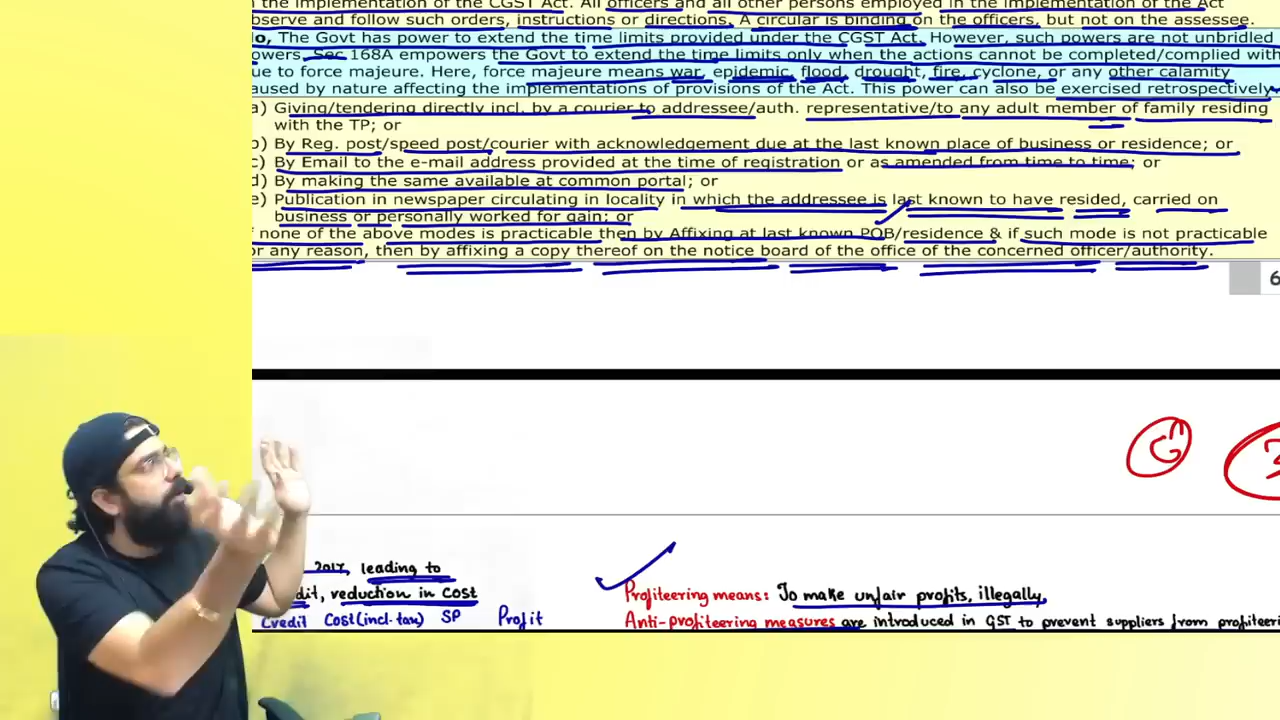 n the implementation of the CGST Act. All officers and all other persons employed in the implementation of the Act
bserve and follow such orders, instructions or directions. A circular is binding on the officers, but not on the assessee.
o, The Govt has power to extend the time limits provided under the CGST Act. However, such powers are not unbridled
owers. Sec 168A empowers the Govt to extend the time limits only when the actions cannot be completed/complied with
ue to force majeure. Here, force majeure means war, epidemic, flood, drought, fire, cyclone, or any other calamity
aused by nature affecting the implementations of provisions of the Act. This power can also be exercised retrospectively
a) Giving/tendering directly incl. by a courier to addressee/auth. representative/to any adult member of family residing
with the TP; or
b) By Reg. post/speed post/courier with acknowledgement due at the last known place of business or residence; or
c) By Email to the e-mail address provided at the time of registration or as amended from time to time; or
d) By making the same available at common portal; or
e) Publication in newspaper circulating in locality in which the addressee is last known to have resided, carried on
business or personally worked for gain; or
f none of the above modes is practicable then by Affixing at last known POB/residence & if such mode is not practicable
or any reason, then by affixing a copy thereof on the notice board of the office of the concerned officer/authority.
6
G
2017, leading to
dit, reduction in cost
Profiteering means: To make unfair profits, illegally.
Credit Cost(incl.tax) SP Profit
Anti-profiteering measures are introduced in GST to prevent suppliers from profiteeri